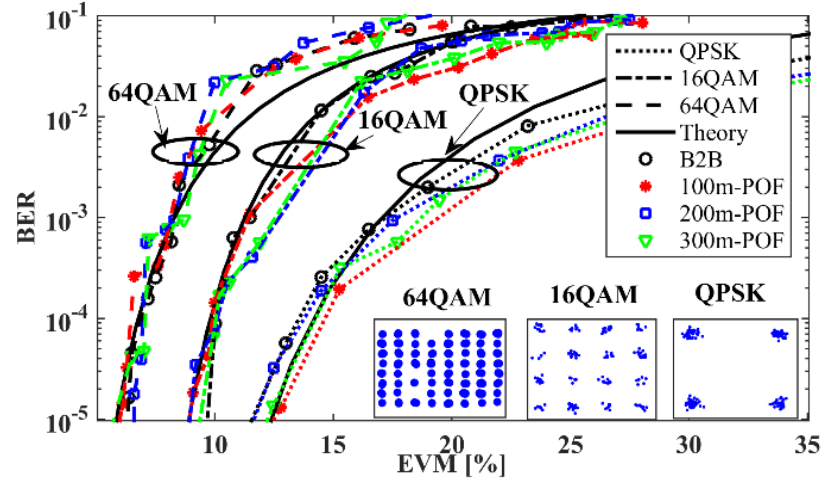 BER
10^-1
10^-2
10^-3
10^-4
10^-5
64QAM
16QAM
QPSK
QPSK
16QAM
64QAM
Theory
B2B
100m-POF
200m-POF
300m-POF
64QAM
16QAM
QPSK
10
15
20
25
30
35
EVM [%]